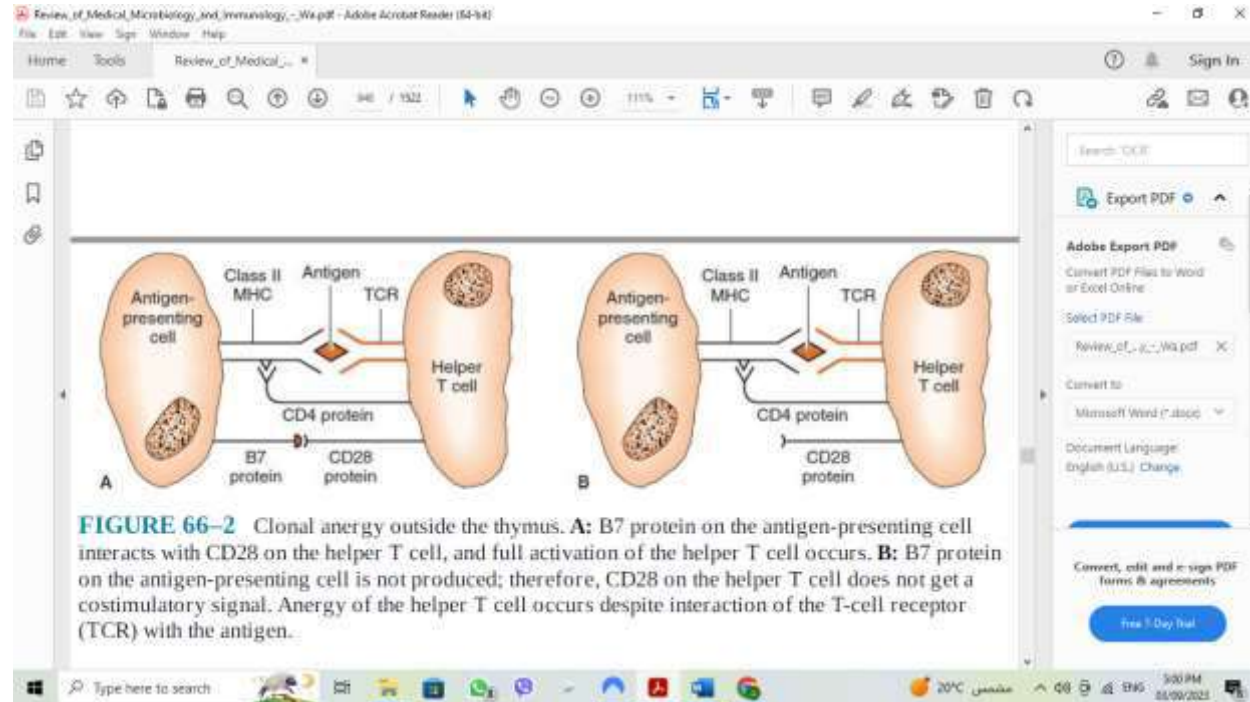 Review_of_Medical_Microbiology_and_Immunology_-_Wa.pdf - Adobe Acrobat Reader (64-bit)
File Edit View Sign Window Help
Home Tools Review_of_Medical_... × Sign In
/ 1522 111%
Export PDF
Adobe Export PDF
Convert PDF Files to Word
or Excel Online
Select PDF File
Convert to
Microsoft Word (*.docx)
Document Language:
English (U.S.) Change
Convert, edit and e-sign PDF
forms & agreements
Free 7-Day Trial
Antigen-
presenting
cell
Class II
MHC
Antigen
TCR
Helper
T cell
CD4 protein
B7
protein
CD28
protein
A
Antigen-
presenting
cell
Class II
MHC
Antigen
TCR
Helper
T cell
CD4 protein
CD28
protein
B
FIGURE 66–2 Clonal anergy outside the thymus. A: B7 protein on the antigen-presenting cell
interacts with CD28 on the helper T cell, and full activation of the helper T cell occurs. B: B7 protein
on the antigen-presenting cell is not produced; therefore, CD28 on the helper T cell does not get a
costimulatory signal. Anergy of the helper T cell occurs despite interaction of the T-cell receptor
(TCR) with the antigen.
Type here to search
20°C مشمس ENG 5:00 PM